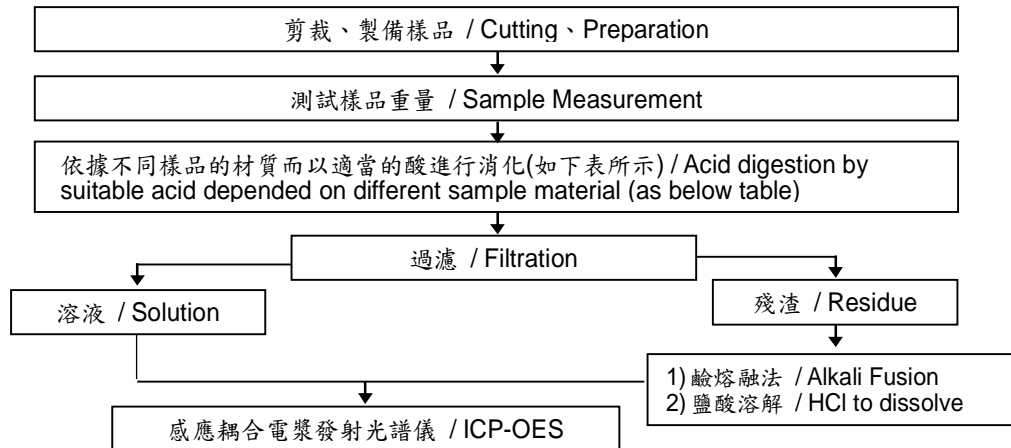 剪裁、製備樣品 / Cutting、Preparation
測試樣品重量 / Sample Measurement
依據不同樣品的材質而以適當的酸進行消化(如下表所示) / Acid digestion by
suitable acid depended on different sample material (as below table)
過濾 / Filtration
溶液 / Solution
殘渣 / Residue
1) 鹼熔融法 / Alkali Fusion
2) 鹽酸溶解 / HCl to dissolve
感應耦合電漿發射光譜儀 / ICP-OES